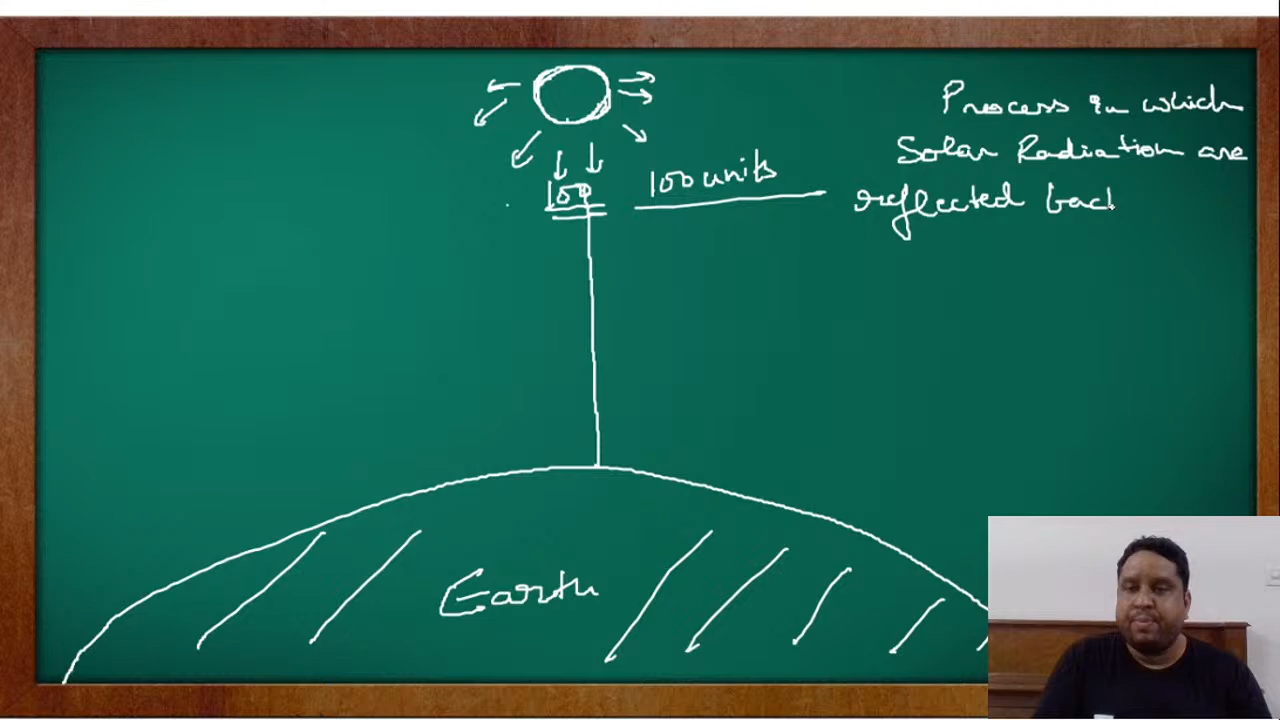 Process in which
Solar Radiation are
100 units
100
reflected back
Earth